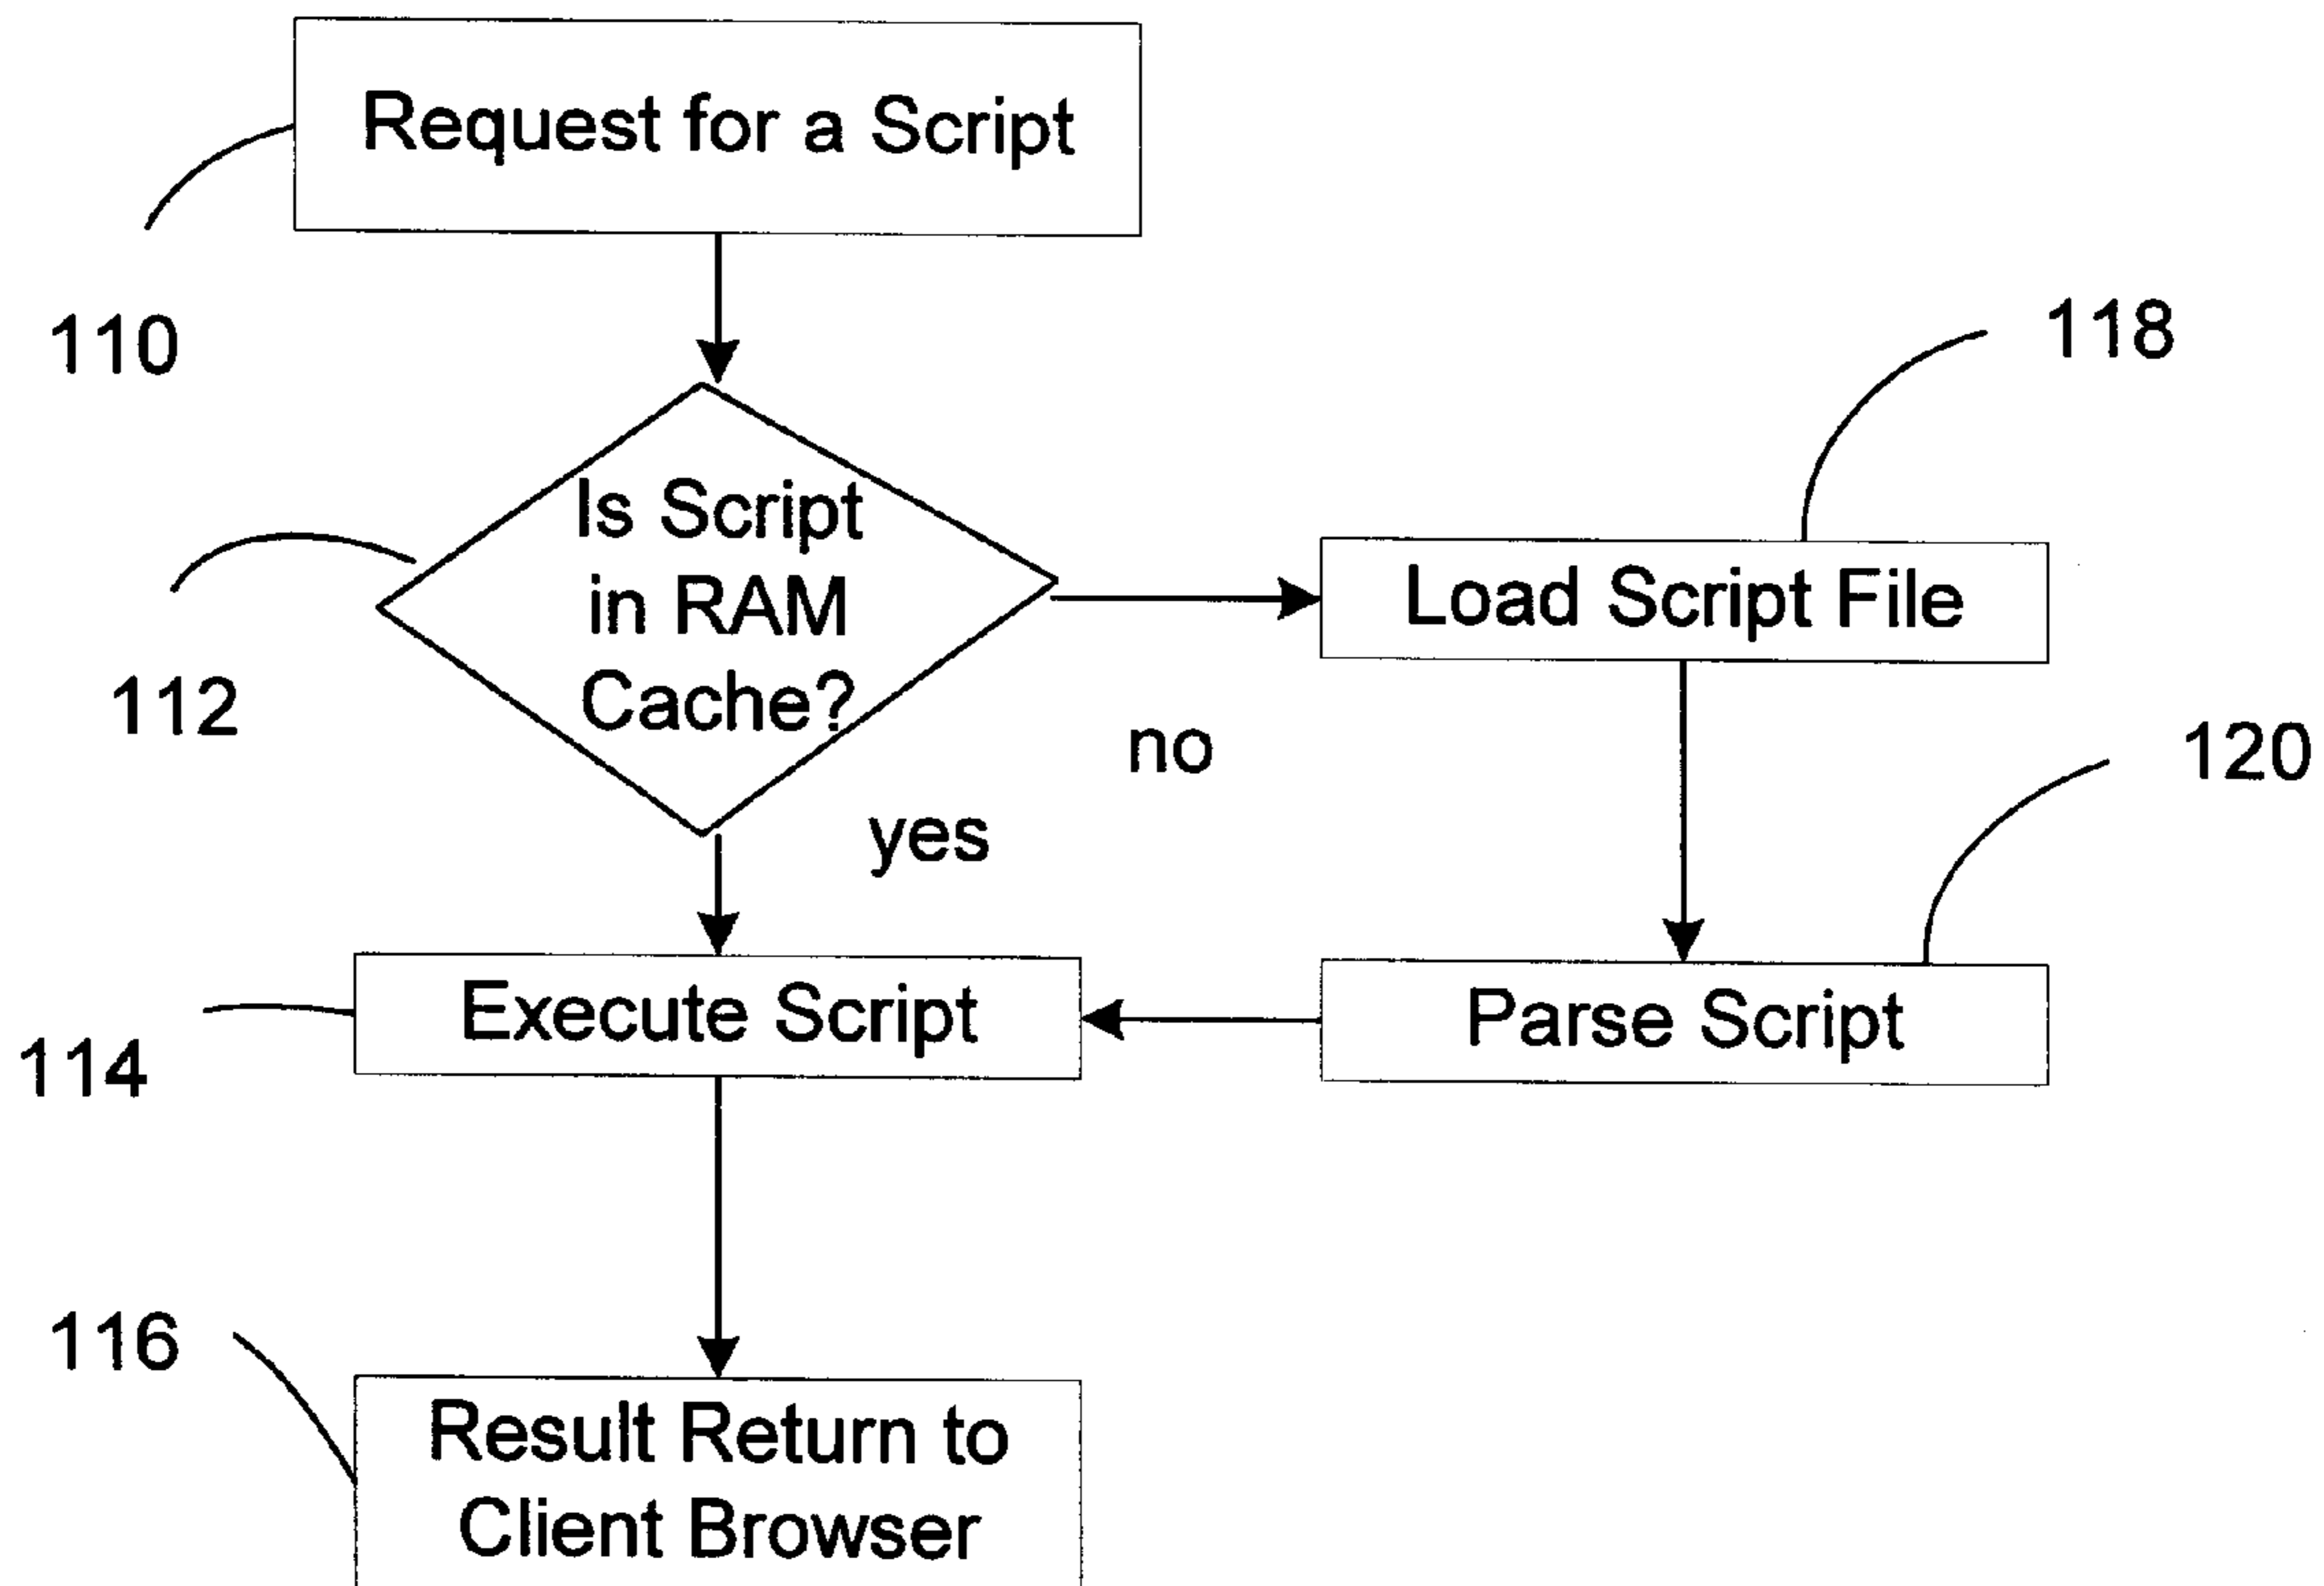 Request for a Script
110
118
Is Script
in RAM
Cache?
Load Script File
112
no
120
yes
Execute Script
Parse Script
114
116
Result Return to
Client Browser